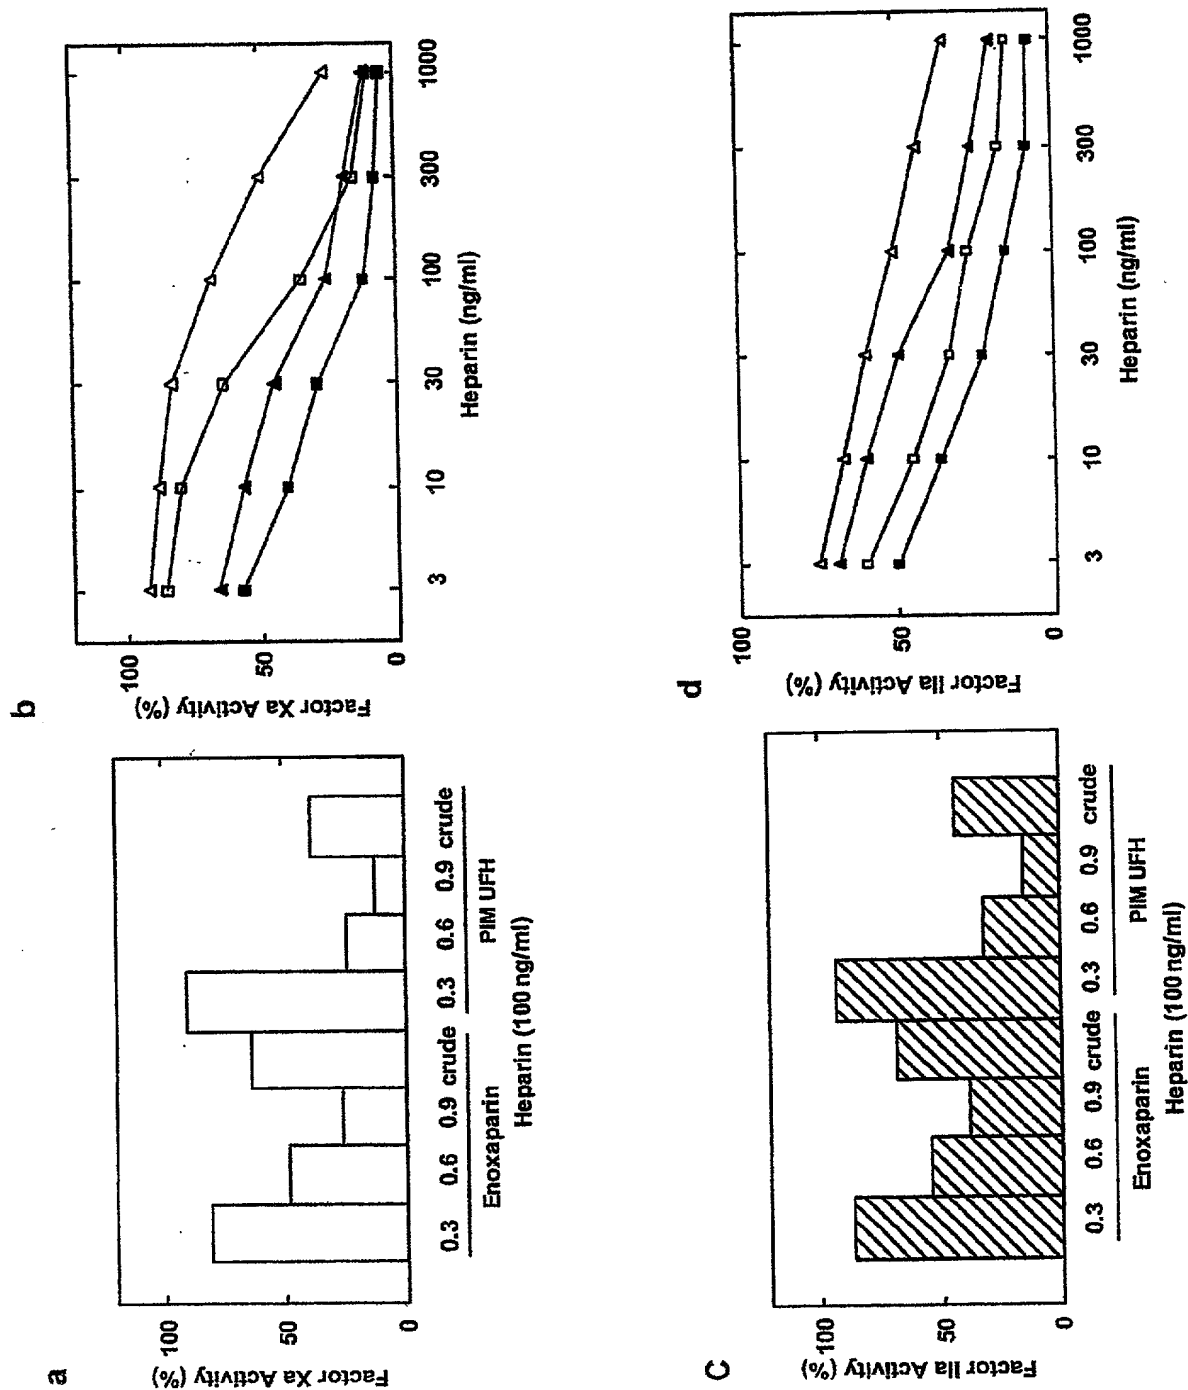 a
Factor Xa Activity (%)
100
50
0
0.3 0.6 0.9 crude 0.3 0.6 0.9 crude
Enoxaparin PIM UFH
Heparin (100 ng/ml)
b
Factor Xa Activity (%)
100
50
0
3 10 30 100 300 1000
Heparin (ng/ml)
C
Factor IIa Activity (%)
100
50
0
0.3 0.6 0.9 crude 0.3 0.6 0.9 crude
Enoxaparin PIM UFH
Heparin (100 ng/ml)
d
Factor IIa Activity (%)
100
50
0
3 10 30 100 300 1000
Heparin (ng/ml)